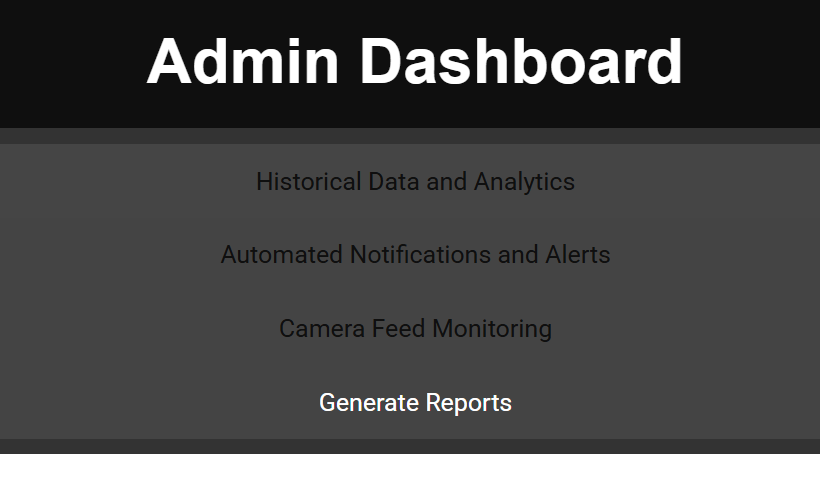 Admin Dashboard
Historical Data and Analytics
Automated Notifications and Alerts
Camera Feed Monitoring
Generate Reports